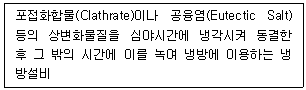 포접화합물(Clathrate)이나 공융염(Eutectic Salt)
등의 상변화물질을 심야시간에 냉각시켜 동결한
후 그 밖의 시간에 이를 녹여 냉방에 이용하는 냉
방설비